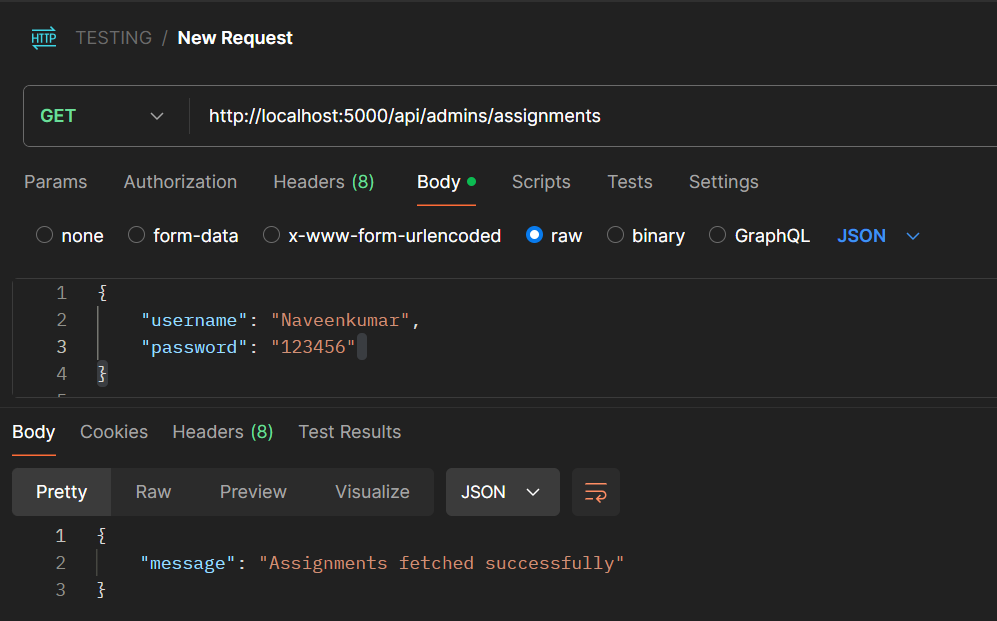 HTTP TESTING / New Request
GET http://localhost:5000/api/admins/assignments
Params Authorization Headers (8) Body Scripts Tests Settings
none form-data x-www-form-urlencoded raw binary GraphQL JSON
1 {
2 "username": "Naveenkumar",
3 "password": "123456"
4 }
Body Cookies Headers (8) Test Results
Pretty Raw Preview Visualize JSON
1 {
2 "message": "Assignments fetched successfully"
3 }